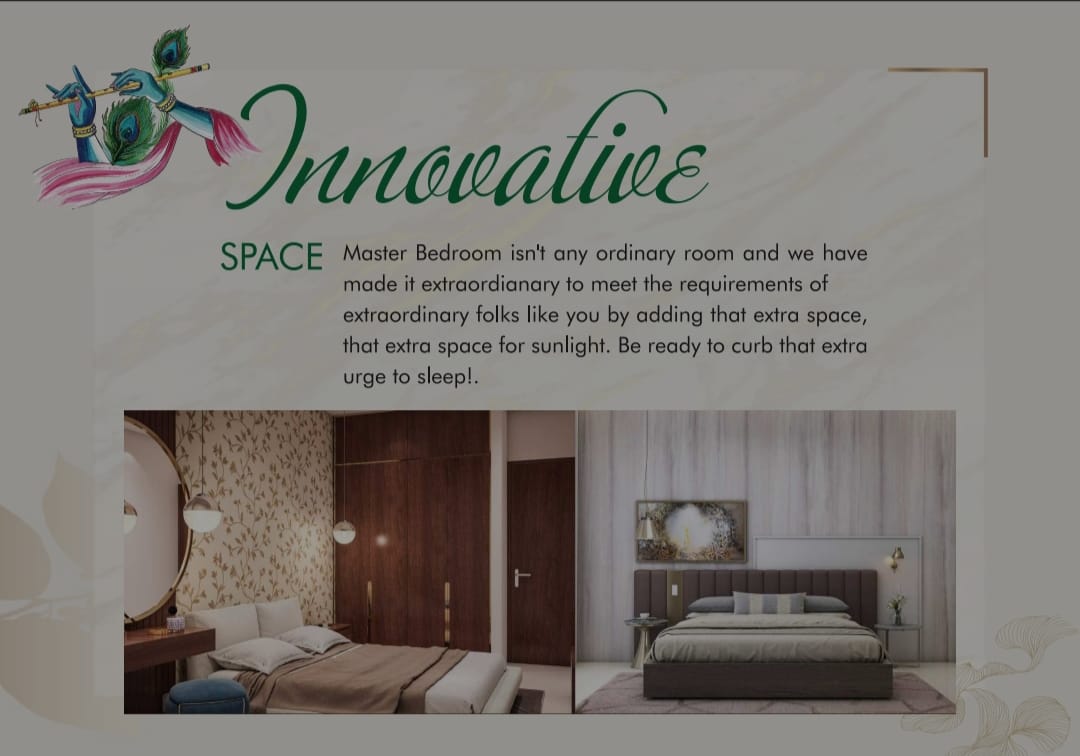 Innovative
SPACE
Master Bedroom isn't any ordinary room and we have
made it extraordianary to meet the requirements of
extraordinary folks like you by adding that extra space,
that extra space for sunlight. Be ready to curb that extra
urge to sleep!.